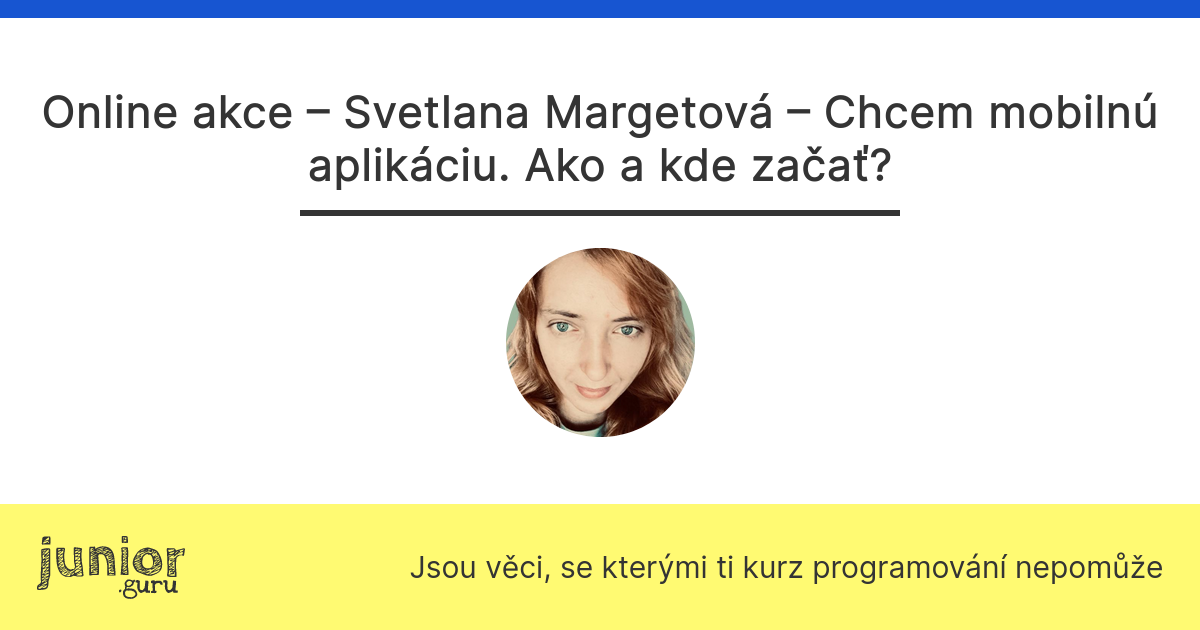 Online akce – Svetlana Margetová – Chcem mobilnú
aplikáciu. Ako a kde začať?
junior
.guru
Jsou věci, se kterými ti kurz programování nepomůže